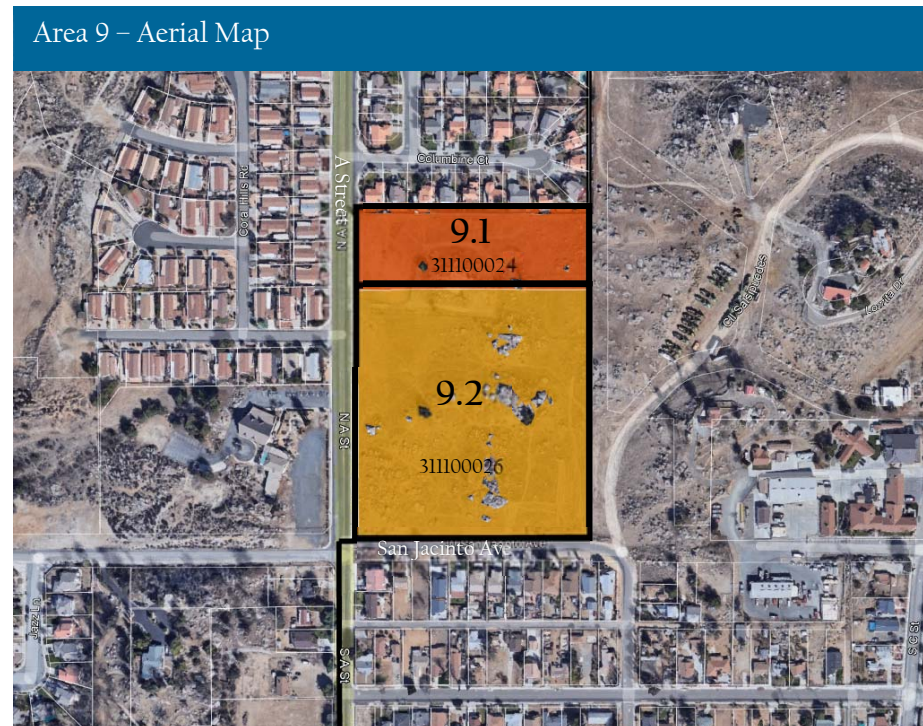 Area 9 – Aerial Map
Columbine Ct
A Street
Coral Hills Rd
9.1
311100024
9.2
311100026
N A St
San Jacinto Ave
Jazz Ln
S A St
S C St